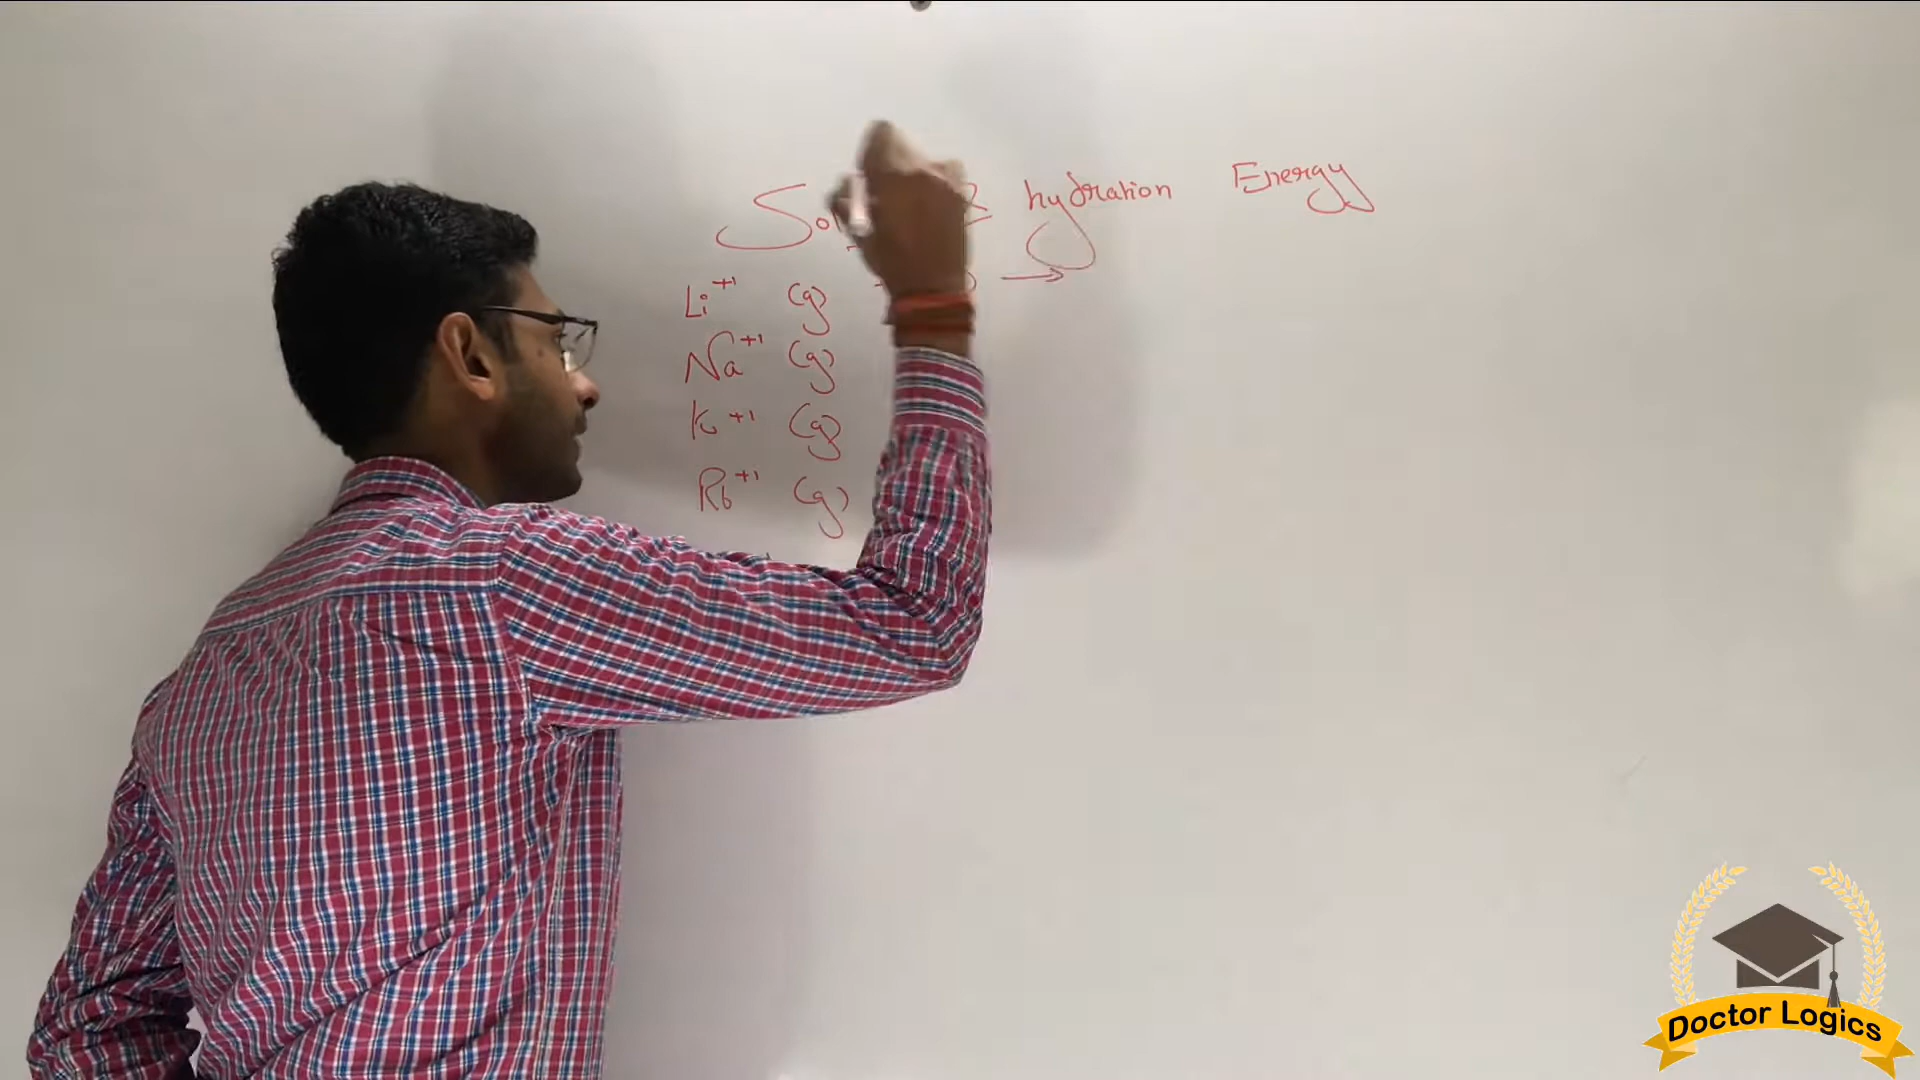 & hydration Energy
Li+1 (g) →
Na+1 (g)
K+1 (g)
Rb+1 (g)
Doctor Logics